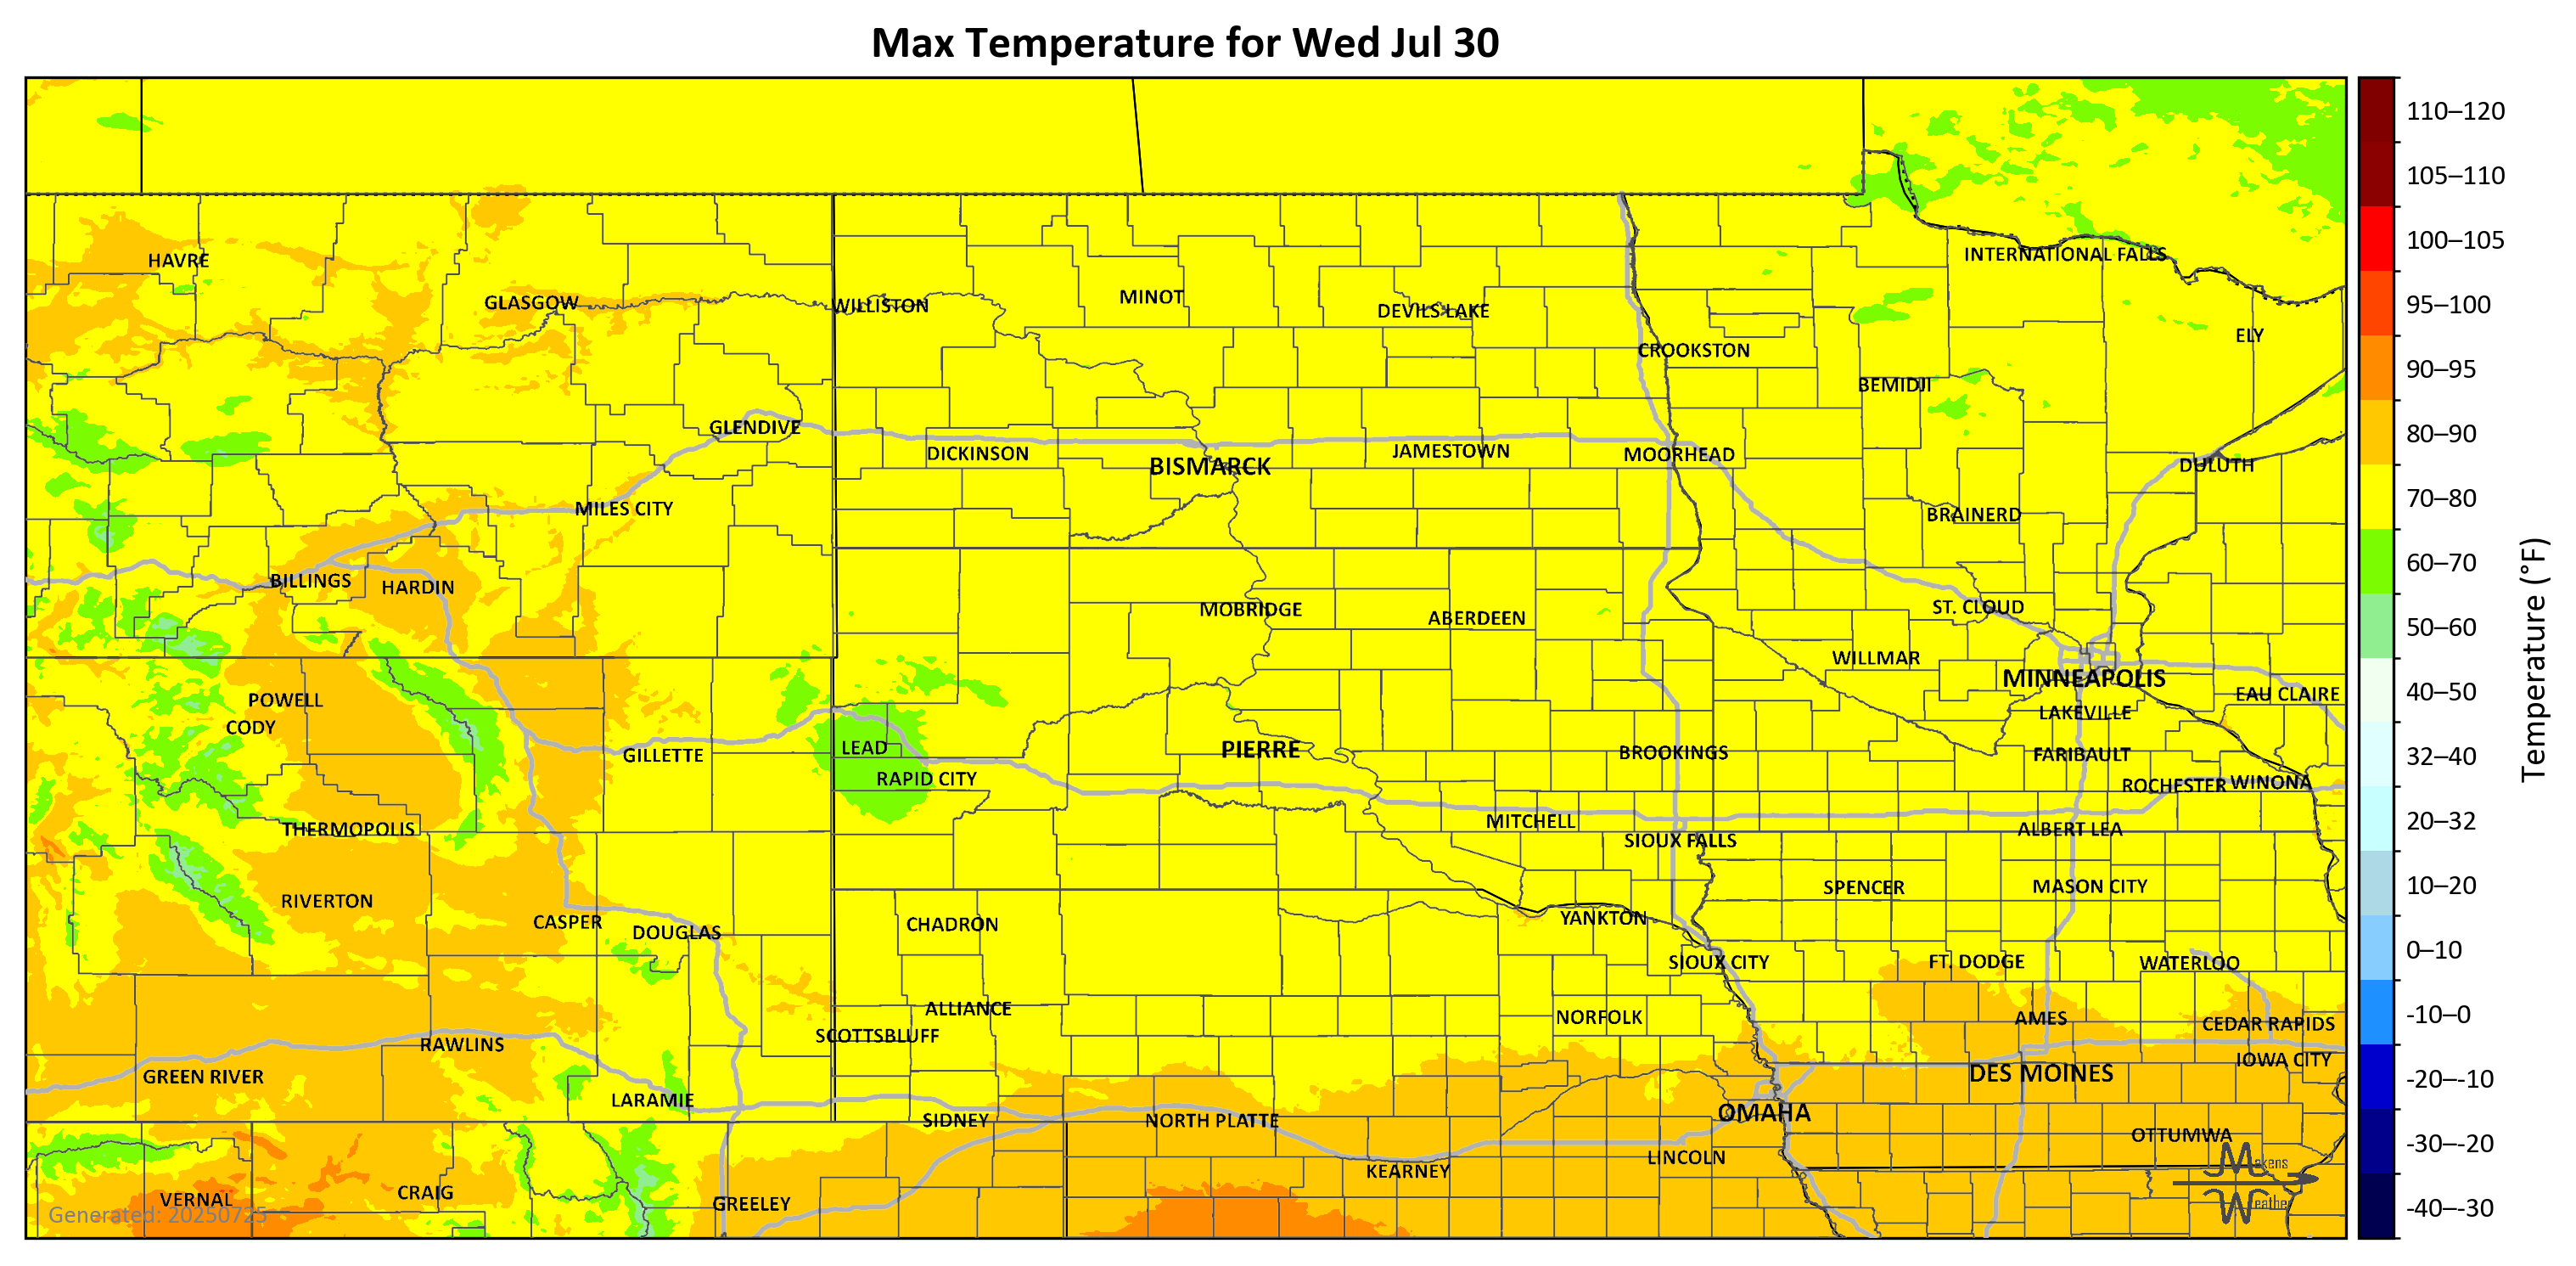 Max Temperature for Wed Jul 30
110–120
105–110
100–105
95–100
90–95
80–90
70–80
60–70
50–60
40–50
32–40
20–32
10–20
0–10
-10–0
-20–-10
-30–-20
-40–-30
Temperature (°F)
HAVRE
GLASGOW
WILLISTON
MINOT
DEVILS LAKE
INTERNATIONAL FALLS
ELY
CROOKSTON
BEMIDJI
GLENDIVE
DICKINSON
BISMARCK
JAMESTOWN
MOORHEAD
DULUTH
MILES CITY
BRAINERD
BILLINGS
HARDIN
MOBRIDGE
ABERDEEN
ST. CLOUD
WILLMAR
MINNEAPOLIS
EAU CLAIRE
POWELL
CODY
LAKEVILLE
GILLETTE
LEAD
PIERRE
BROOKINGS
FARIBAULT
RAPID CITY
ROCHESTER
WINONA
THERMOPOLIS
MITCHELL
SIOUX FALLS
ALBERT LEA
RIVERTON
SPENCER
MASON CITY
CASPER
DOUGLAS
CHADRON
YANKTON
SIOUX CITY
FT. DODGE
WATERLOO
ALLIANCE
NORFOLK
AMES
CEDAR RAPIDS
SCOTTSBLUFF
RAWLINS
IOWA CITY
GREEN RIVER
DES MOINES
LARAMIE
SIDNEY
NORTH PLATTE
OMAHA
OTTUMWA
KEARNEY
LINCOLN
VERNAL
CRAIG
GREELEY
Makens
Weather
Generated: 20250725